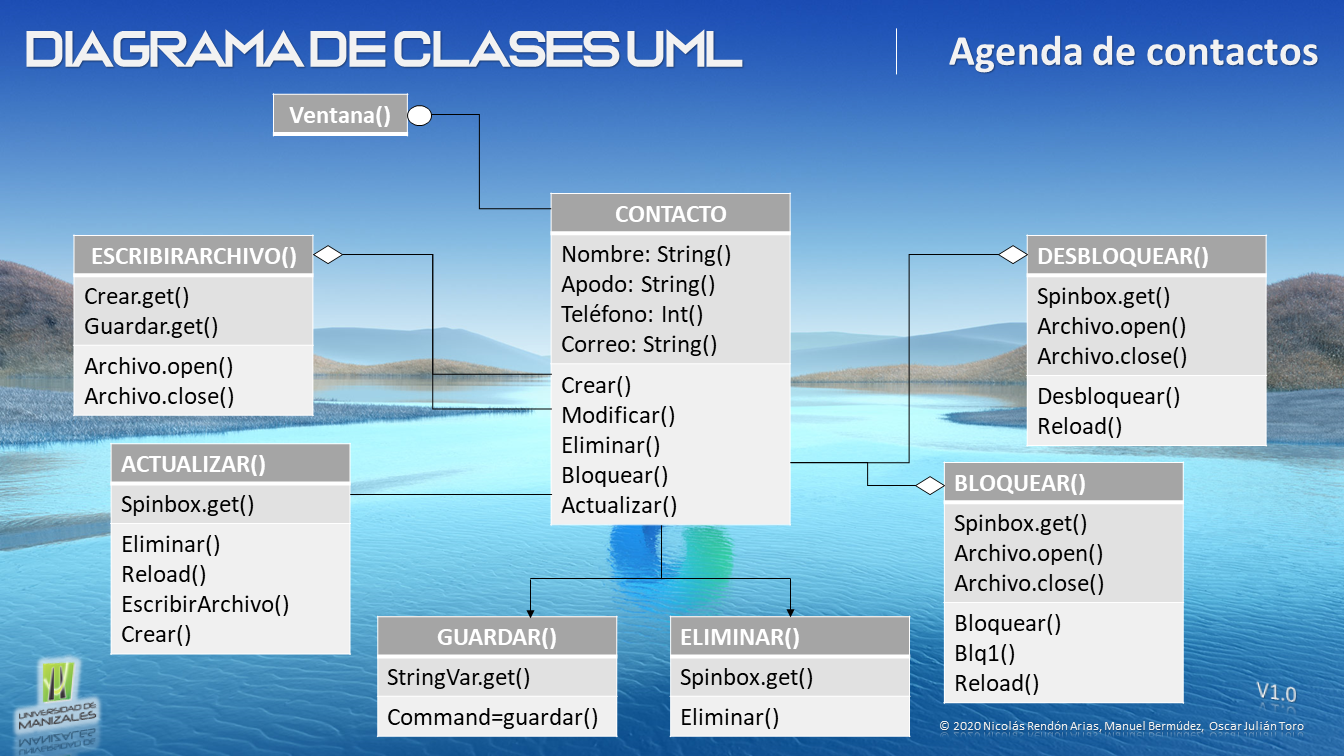 DIAGRAMA DE CLASES UML
Agenda de contactos
Ventana()
CONTACTO
Nombre: String()
Apodo: String()
Teléfono: Int()
Correo: String()
Crear()
Modificar()
Eliminar()
Bloquear()
Actualizar()
ESCRIBIRARCHIVO()
Crear.get()
Guardar.get()
Archivo.open()
Archivo.close()
DESBLOQUEAR()
Spinbox.get()
Archivo.open()
Archivo.close()
Desbloquear()
Reload()
ACTUALIZAR()
Spinbox.get()
Eliminar()
Reload()
EscribirArchivo()
Crear()
BLOQUEAR()
Spinbox.get()
Archivo.open()
Archivo.close()
Bloquear()
Blq1()
Reload()
GUARDAR()
StringVar.get()
Command=guardar()
ELIMINAR()
Spinbox.get()
Eliminar()
UNIVERSIDAD DE
MANIZALES
V1.0
© 2020 Nicolás Rendón Arias, Manuel Bermúdez, Oscar Julián Toro